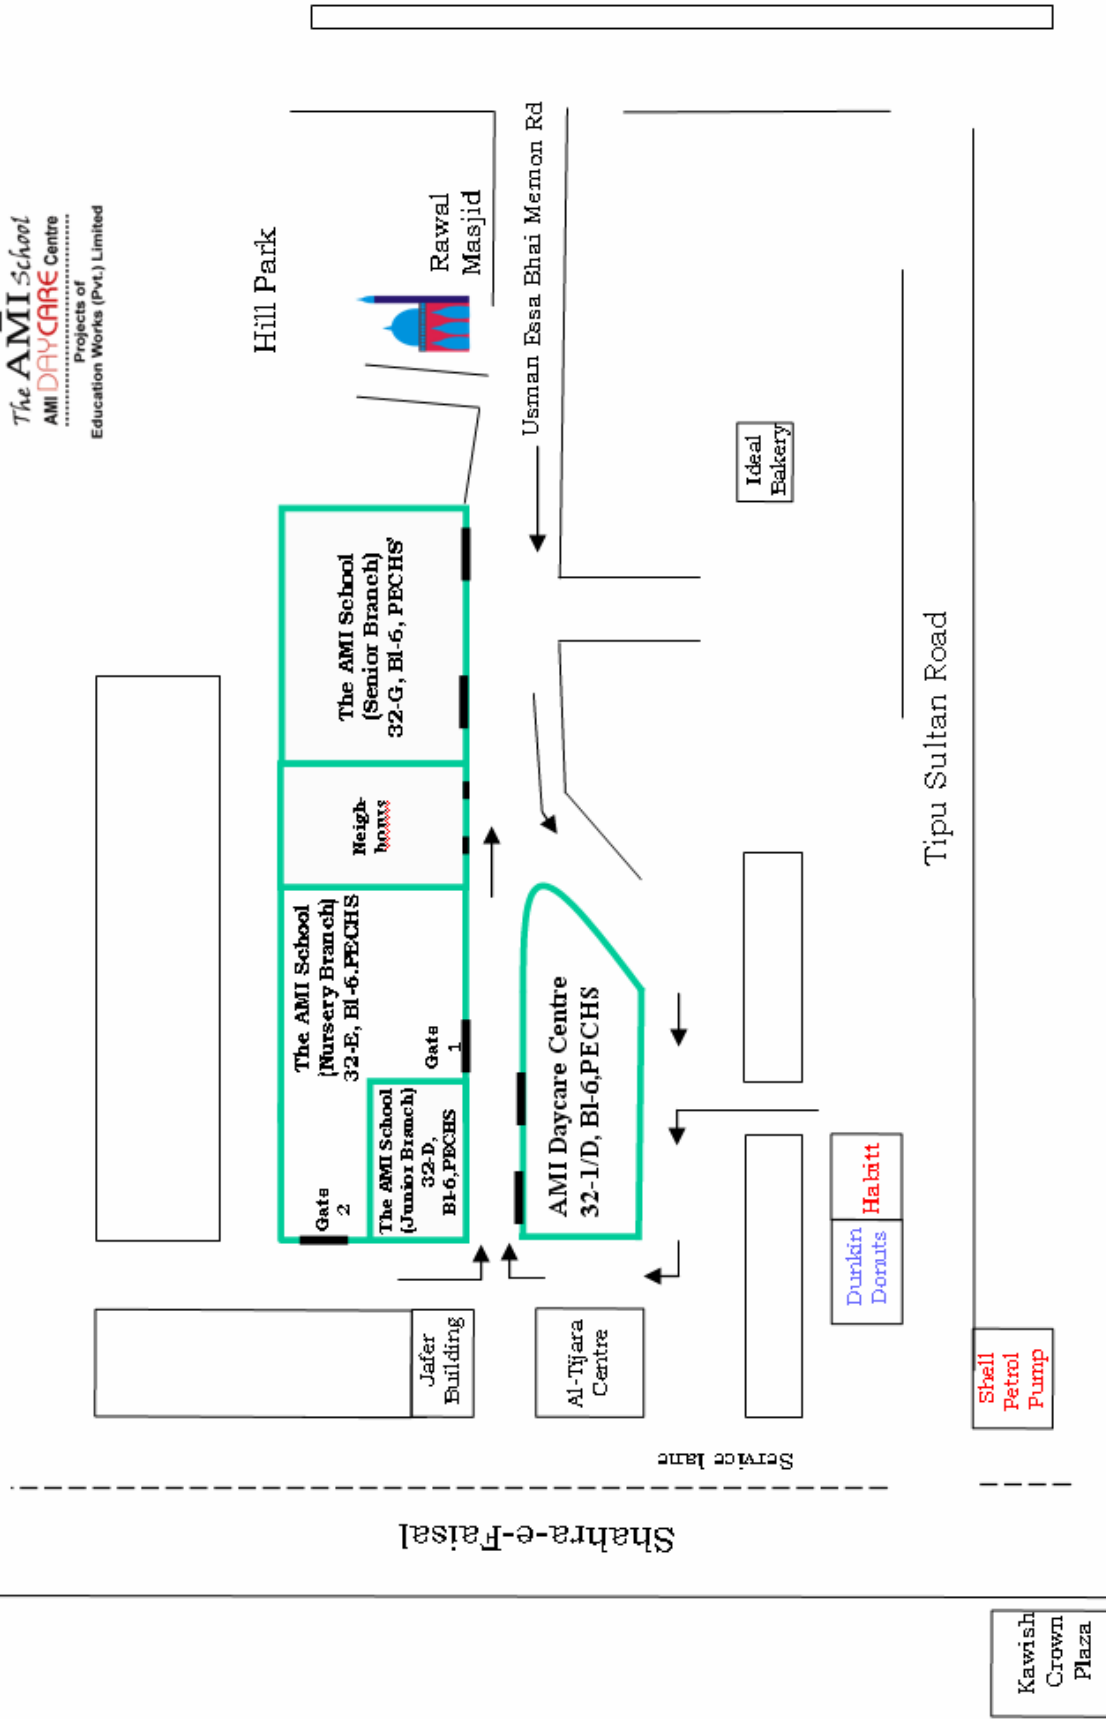 The AMI School
AMI DAYCARE Centre
Projects of
Education Works (Pvt.) Limited
Hill Park
Rawal
Masjid
Usman Essa Bhai Memon Rd
The AMI School
(Senior Branch)
32-G, Bl-6, PECHS'
Neigh-
bours
The AMI School
(Nursery Branch)
32-E, Bl-6.PECHS
Gate
1
Gate
2
The AMI School
(Junior Branch)
32-D,
Bl-6,PECHS
AMI Daycare Centre
32-1/D, Bl-6,PECHS
Ideal
Bakery
Tipu Sultan Road
Habitt
Dunkin
Donuts
Jafer
Building
Al-Tijara
Centre
Shell
Petrol
Pump
Service lane
Shahra-e-Faisal
Kawish
Crown
Plaza